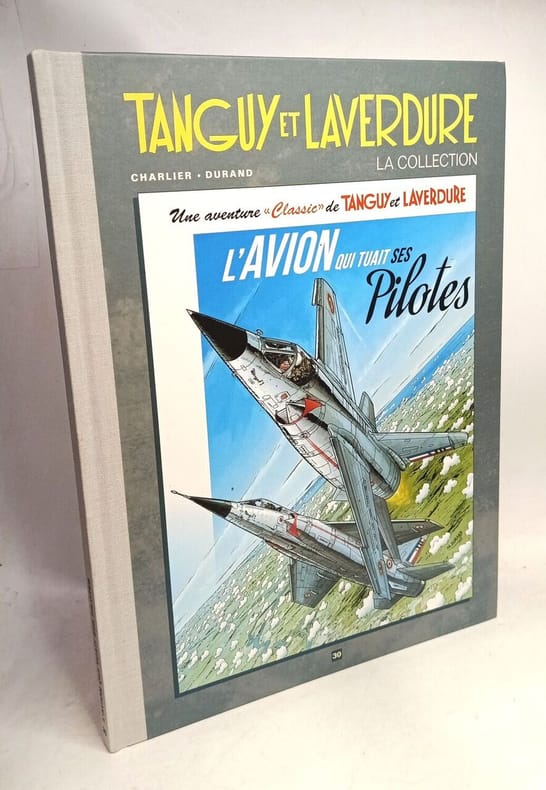 TANGUY ET LAVERDURE
LA COLLECTION
CHARLIER • DURAND
Une aventure «Classic» de TANGUY et LAVERDURE
L'AVION QUI TUAIT SES
Pilotes
30